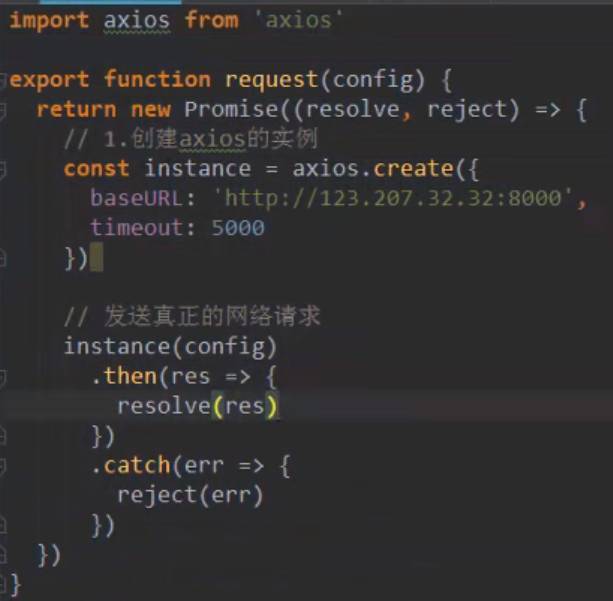 import axios from 'axios'
export function request(config) {
return new Promise((resolve, reject) => {
// 1.创建axios的实例
const instance = axios.create({
baseURL: 'http://123.207.32.32:8000',
timeout: 5000
})
// 发送真正的网络请求
instance(config)
.then(res => {
resolve(res)
})
.catch(err => {
reject(err)
})
})
}